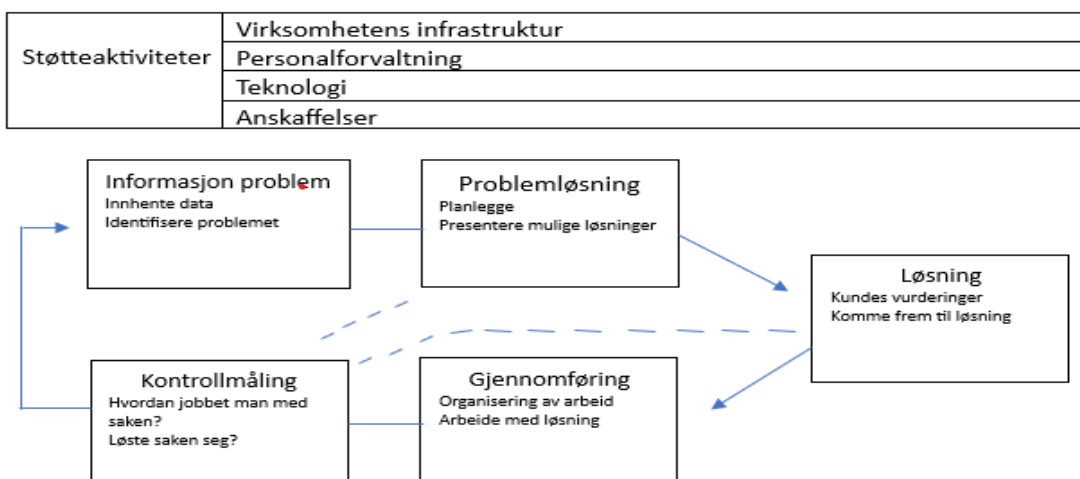 Støtteaktiviteter
Virksomhetens infrastruktur
Personalforvaltning
Teknologi
Anskaffelser
Informasjon problem
Innhente data
Identifisere problemet
Problemløsning
Planlegge
Presentere mulige løsninger
Løsning
Kundes vurderinger
Komme frem til løsning
Kontrollmåling
Hvordan jobbet man med
saken?
Løste saken seg?
Gjennomføring
Organisering av arbeid
Arbeide med løsning